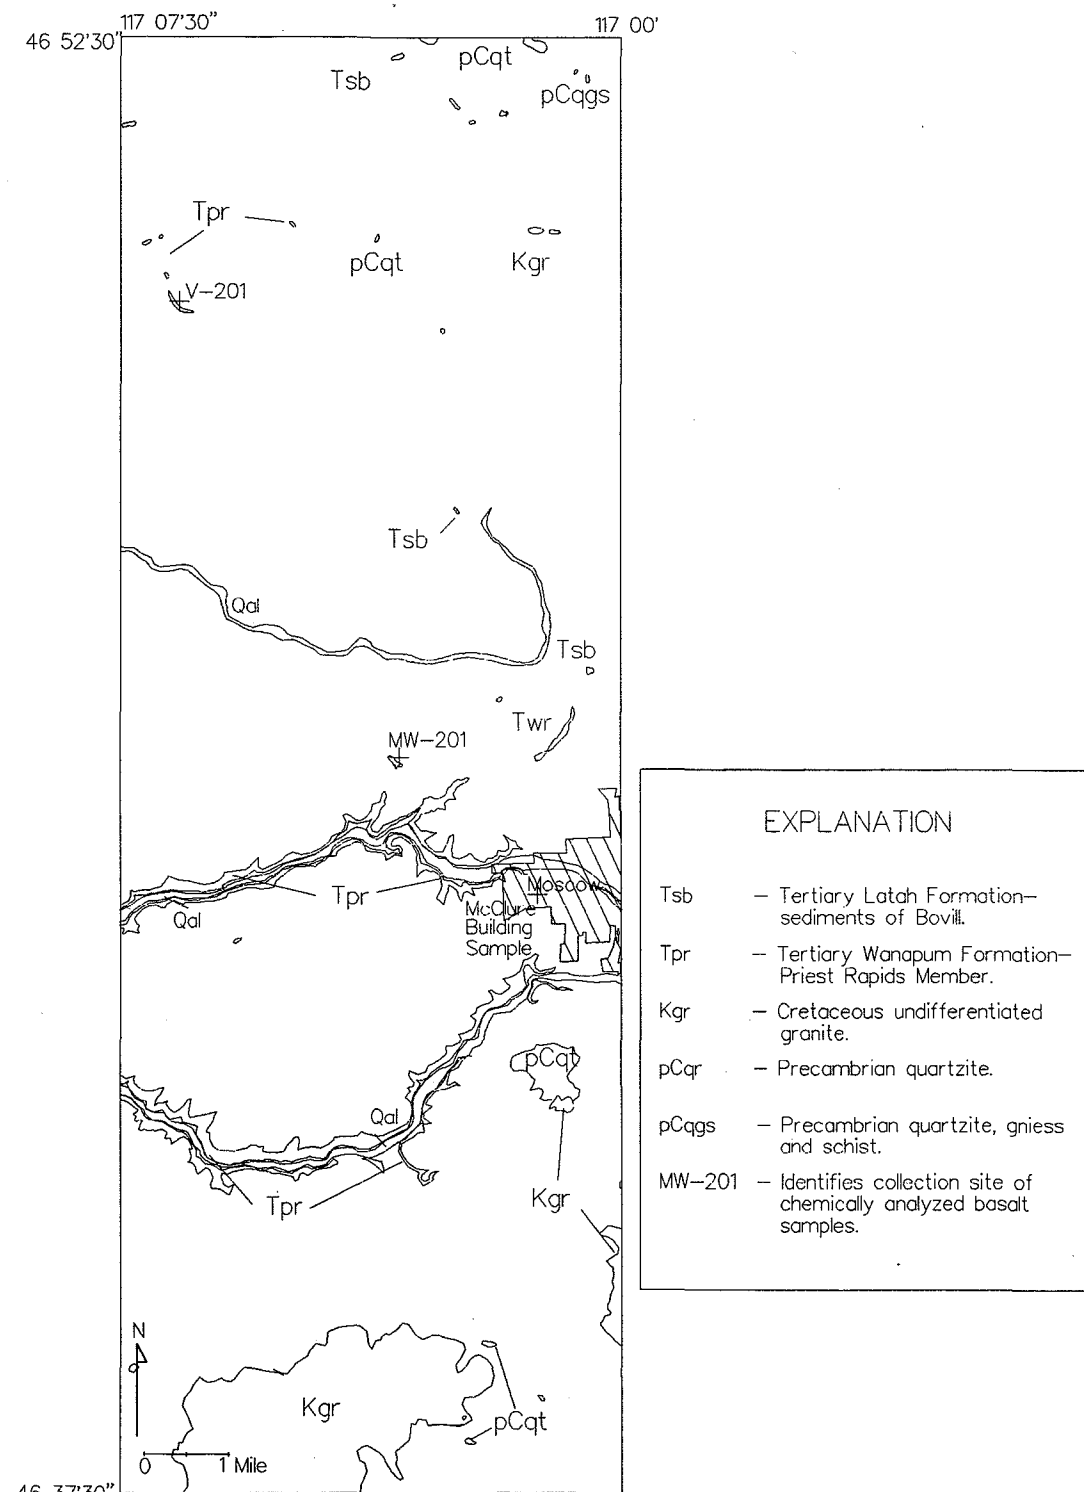 117 07'30"
117 00'
46 52'30"
pCqt
Tsb
pCqgs
Tpr
pCqt
Kgr
V-201
Tsb
Qal
Tsb
Twr
MW-201
Tpr
Moscow
Qal
McClure
Building
Sample
pCqt
Qal
Tpr
Kgr
N
Kgr
pCqt
0 1 Mile
46 37'30"
EXPLANATION
Tsb – Tertiary Latah Formation–
sediments of Bovill.
Tpr – Tertiary Wanapum Formation–
Priest Rapids Member.
Kgr – Cretaceous undifferentiated
granite.
pCqr – Precambrian quartzite.
pCqgs – Precambrian quartzite, gniess
and schist.
MW-201 – Identifies collection site of
chemically analyzed basalt
samples.